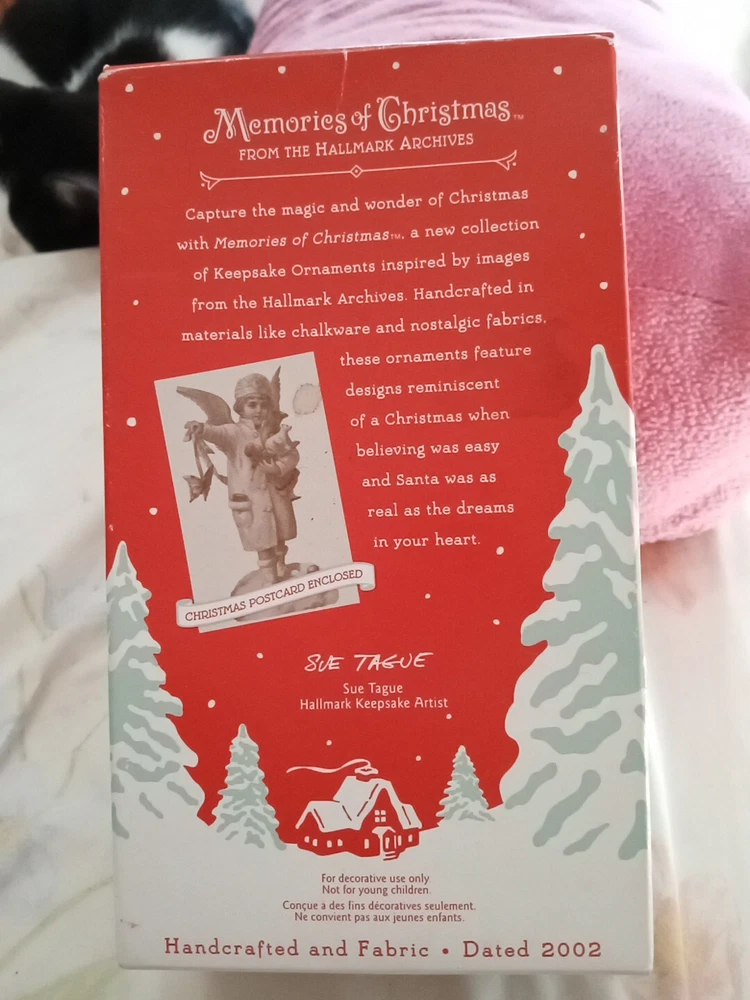 Memories of Christmas™
FROM THE HALLMARK ARCHIVES
Capture the magic and wonder of Christmas
with Memories of Christmas™, a new collection
of Keepsake Ornaments inspired by images
from the Hallmark Archives. Handcrafted in
materials like chalkware and nostalgic fabrics,
these ornaments feature
designs reminiscent
of a Christmas when
believing was easy
and Santa was as
real as the dreams
in your heart.
CHRISTMAS POSTCARD ENCLOSED
SUE TAGUE
Sue Tague
Hallmark Keepsake Artist
For decorative use only.
Not for young children.
Conçue à des fins décoratives seulement.
Ne convient pas aux jeunes enfants.
Handcrafted and Fabric • Dated 2002